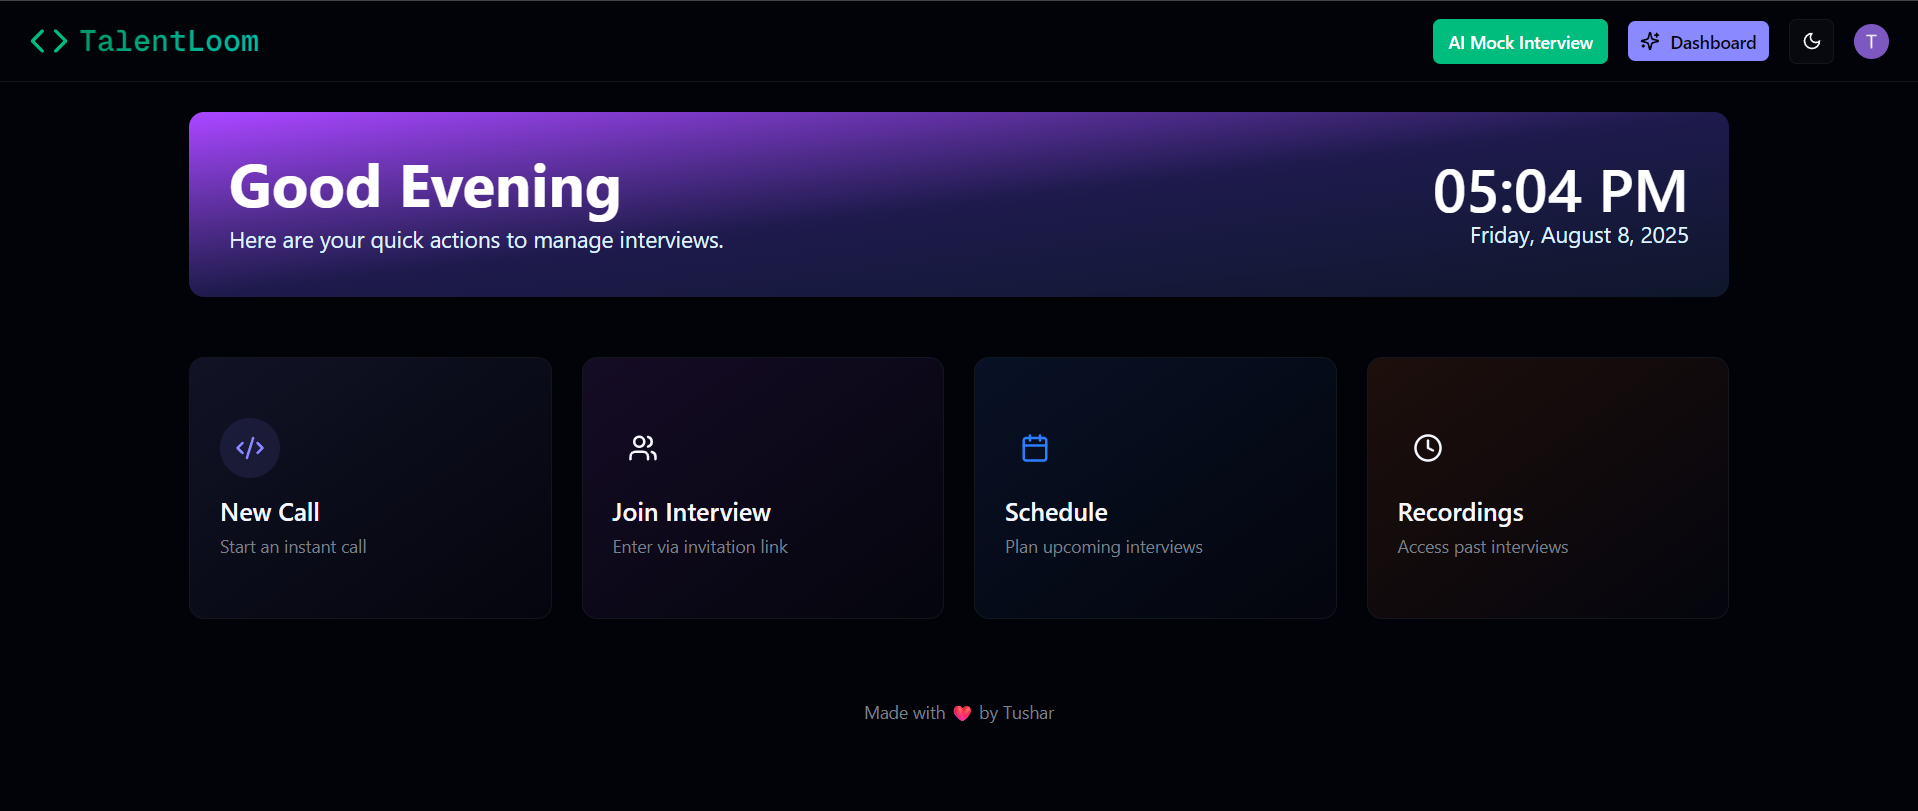 TalentLoom
AI Mock Interview
Dashboard
T
Good Evening
Here are your quick actions to manage interviews.
05:04 PM
Friday, August 8, 2025
New Call
Start an instant call
Join Interview
Enter via invitation link
Schedule
Plan upcoming interviews
Recordings
Access past interviews
Made with ❤️ by Tushar